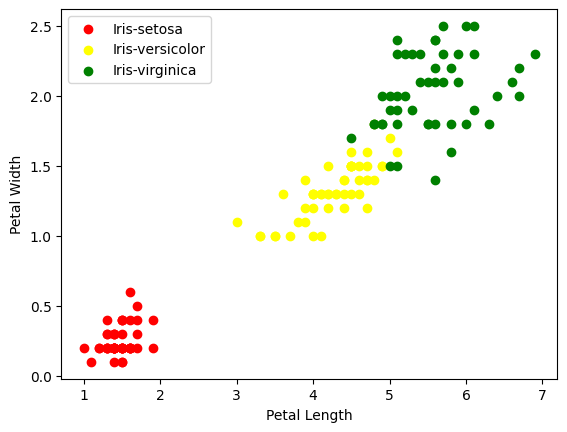 Iris-setosa
Iris-versicolor
Iris-virginica
2.5
2.0
1.5
1.0
0.5
0.0
Petal Width
1 2 3 4 5 6 7
Petal Length